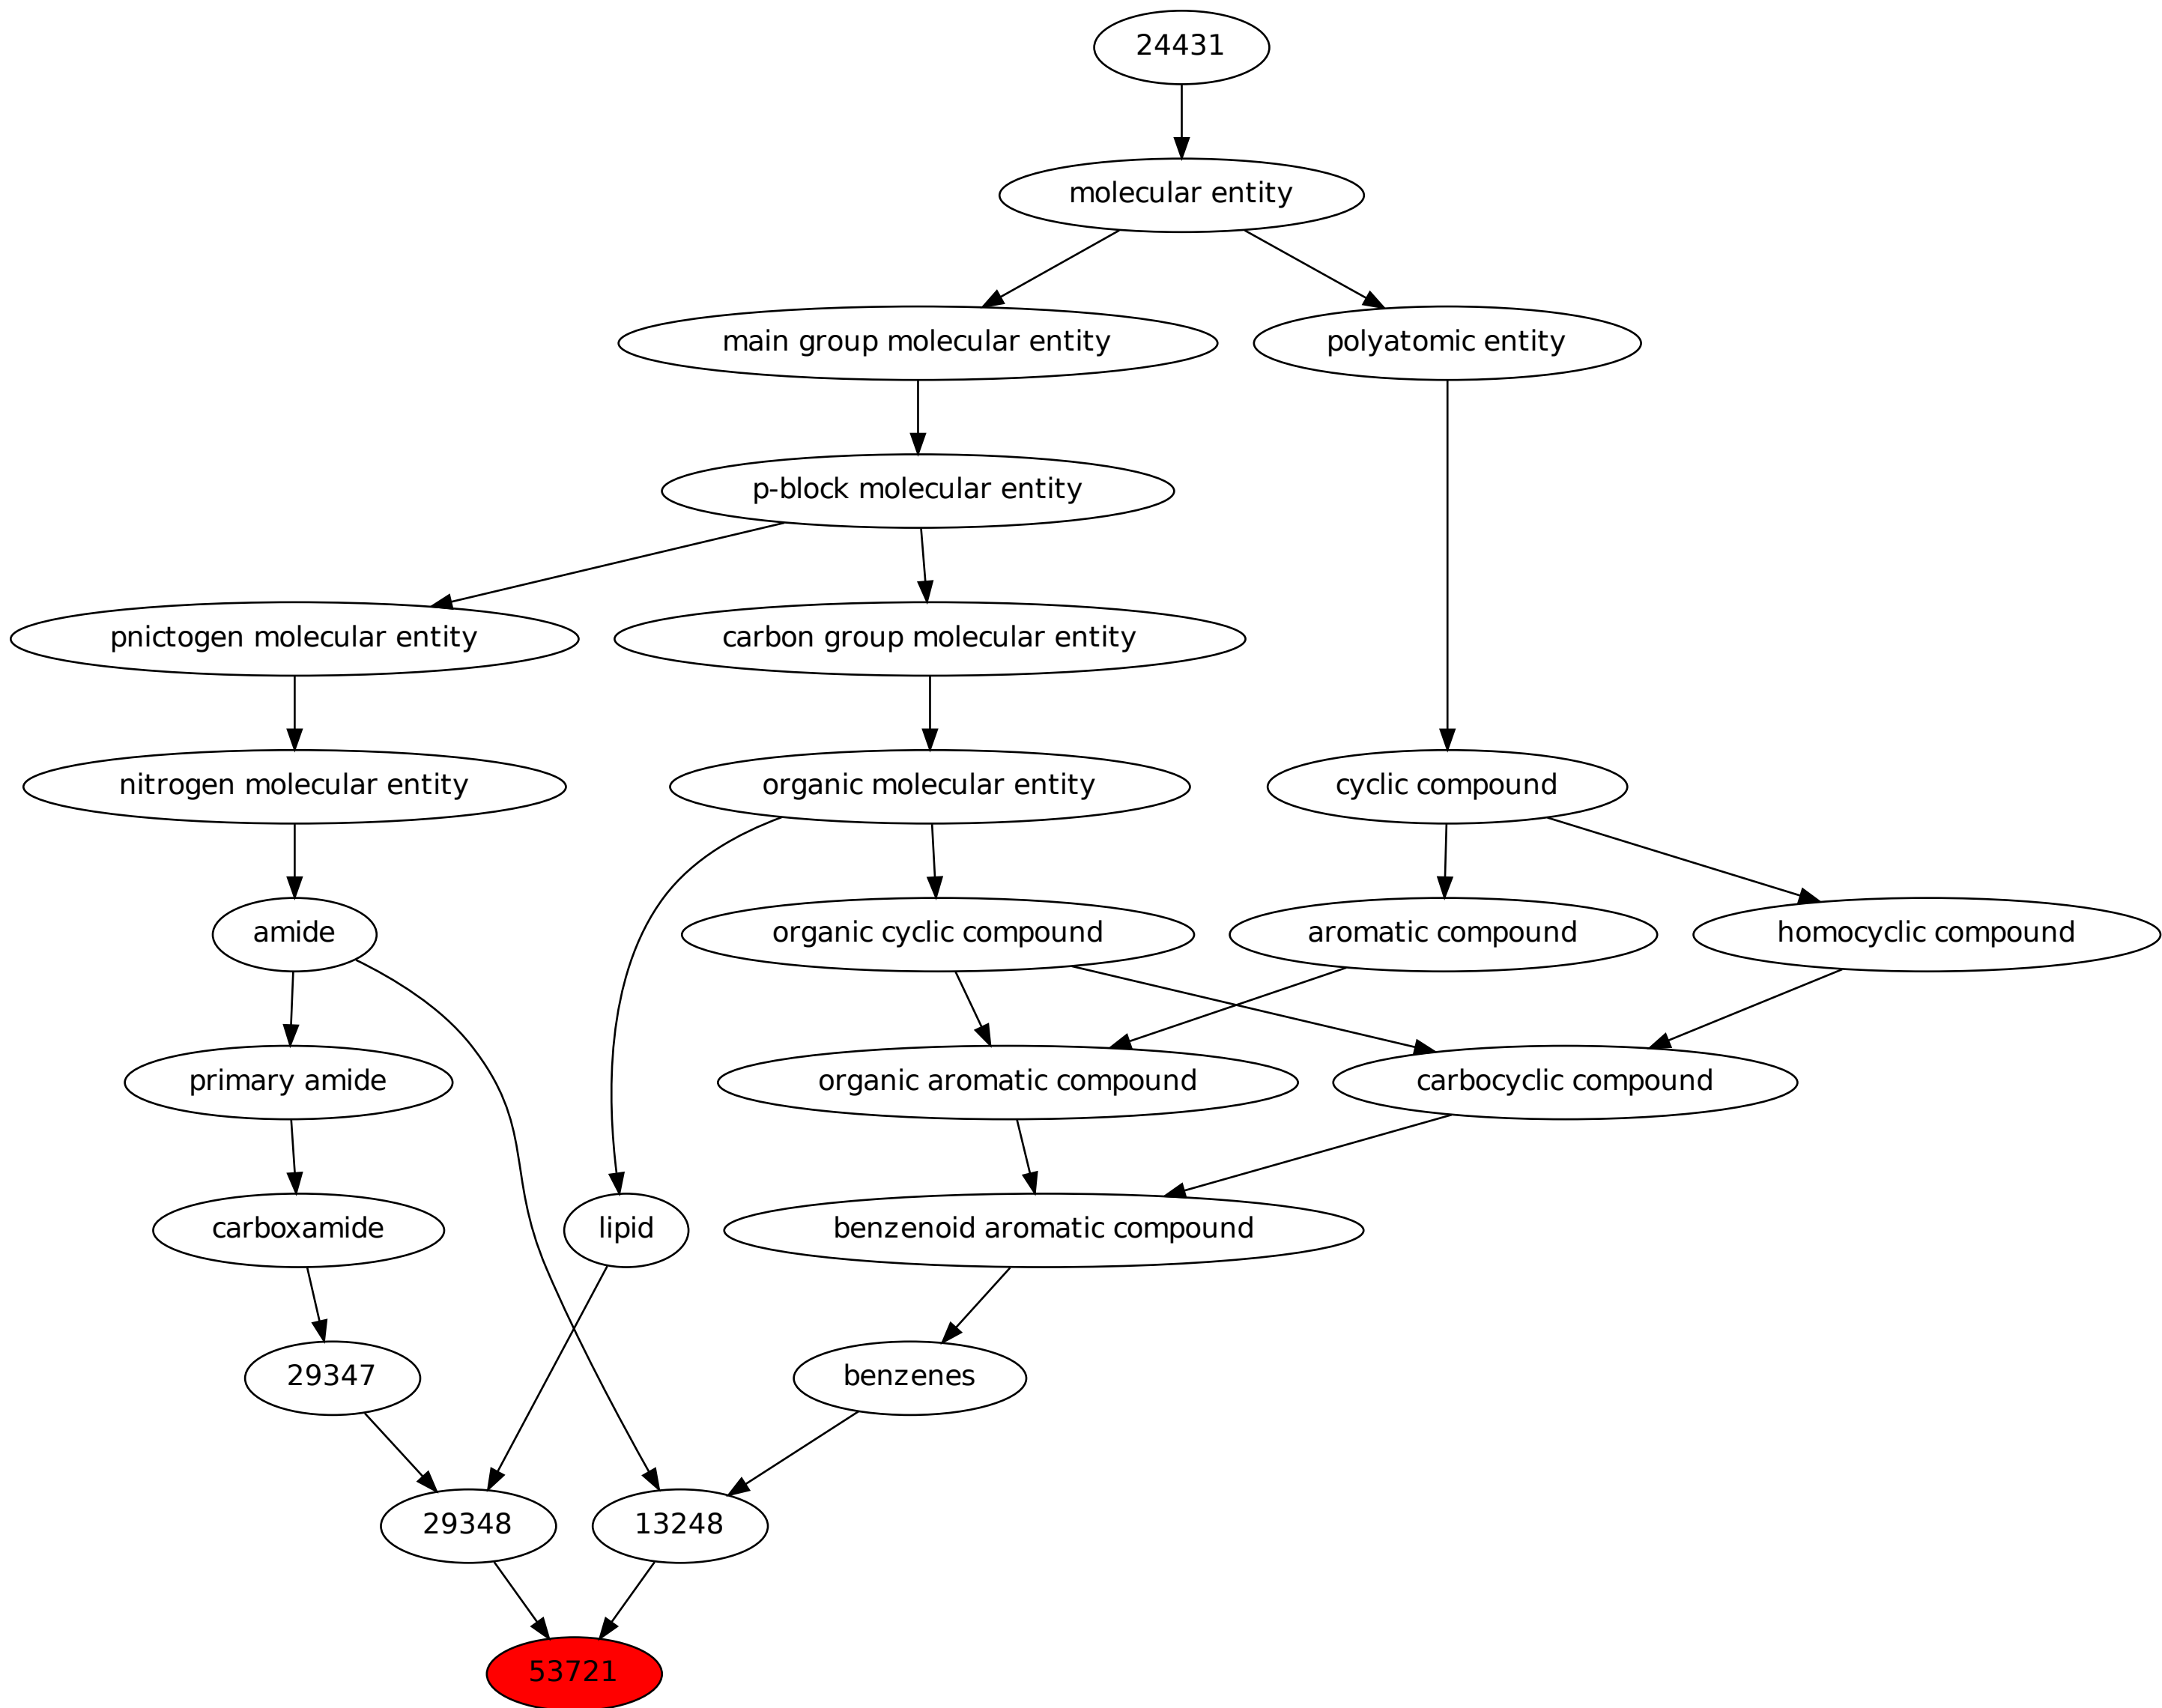 24431
molecular entity
main group molecular entity
polyatomic entity
p-block molecular entity
pnictogen molecular entity
carbon group molecular entity
nitrogen molecular entity
organic molecular entity
cyclic compound
amide
organic cyclic compound
aromatic compound
homocyclic compound
primary amide
organic aromatic compound
carbocyclic compound
carboxamide
lipid
benzenoid aromatic compound
29347
benzenes
29348
13248
53721